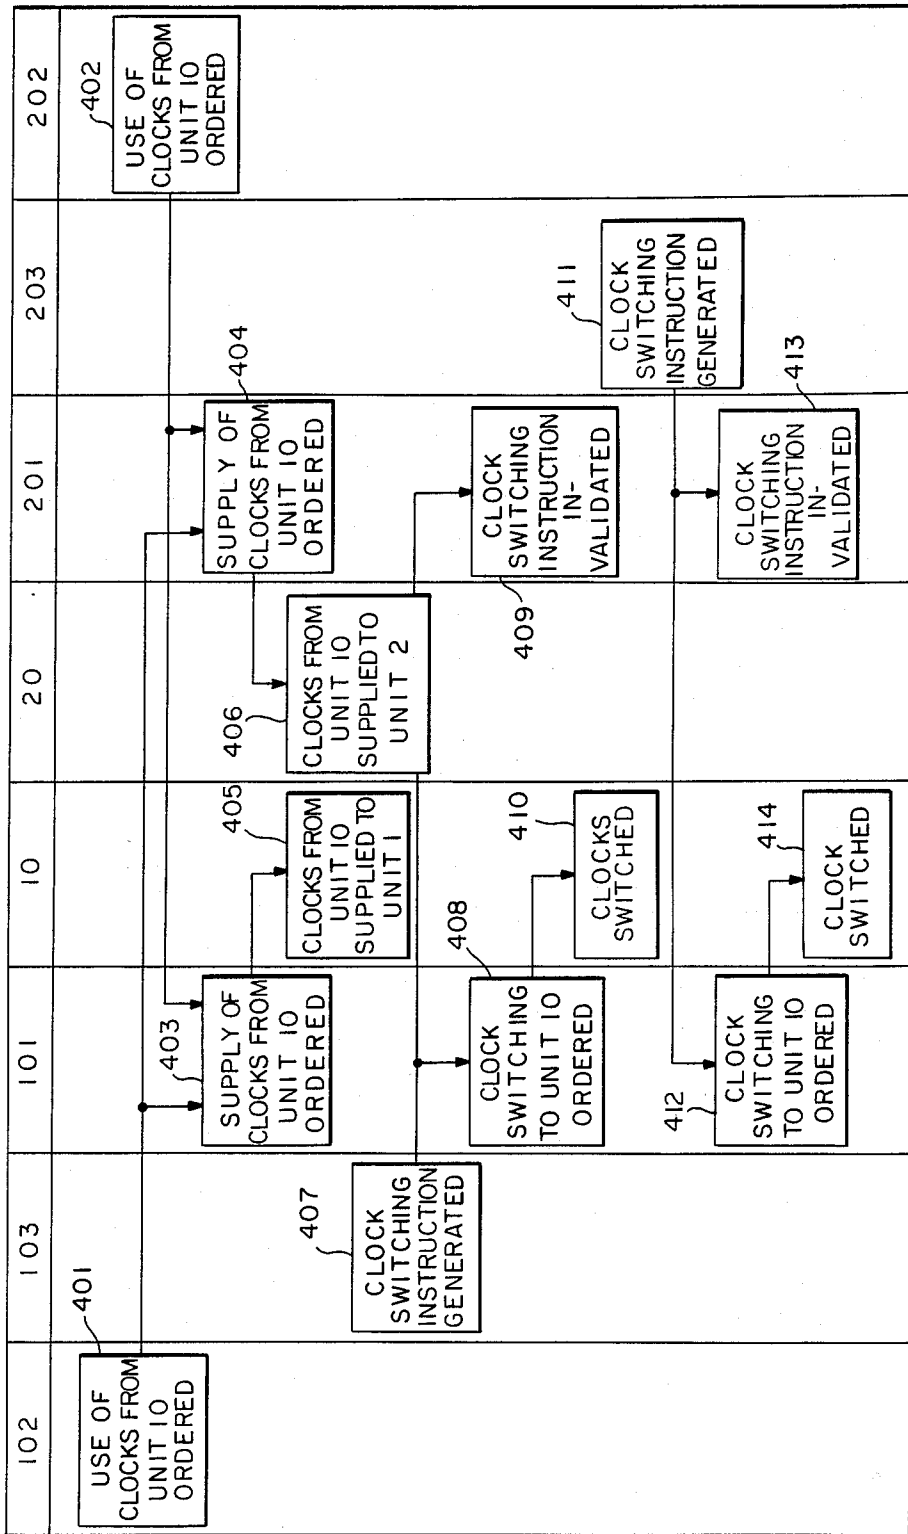 102
103
101
10
20
201
203
202
401
USE OF
CLOCKS FROM
UNIT 10
ORDERED
402
USE OF
CLOCKS FROM
UNIT 10
ORDERED
403
SUPPLY OF
CLOCKS FROM
UNIT 10
ORDERED
404
SUPPLY OF
CLOCKS FROM
UNIT 10
ORDERED
405
CLOCKS FROM
UNIT 10
SUPPLIED TO
UNIT 1
406
CLOCKS FROM
UNIT 10
SUPPLIED TO
UNIT 2
407
CLOCK
SWITCHING
INSTRUCTION
GENERATED
408
CLOCK
SWITCHING
TO UNIT 10
ORDERED
409
CLOCK
SWITCHING
INSTRUCTION
IN-
VALIDATED
410
CLOCKS
SWITCHED
411
CLOCK
SWITCHING
INSTRUCTION
GENERATED
412
CLOCK
SWITCHING
TO UNIT 10
ORDERED
413
CLOCK
SWITCHING
INSTRUCTION
IN-
VALIDATED
414
CLOCK
SWITCHED